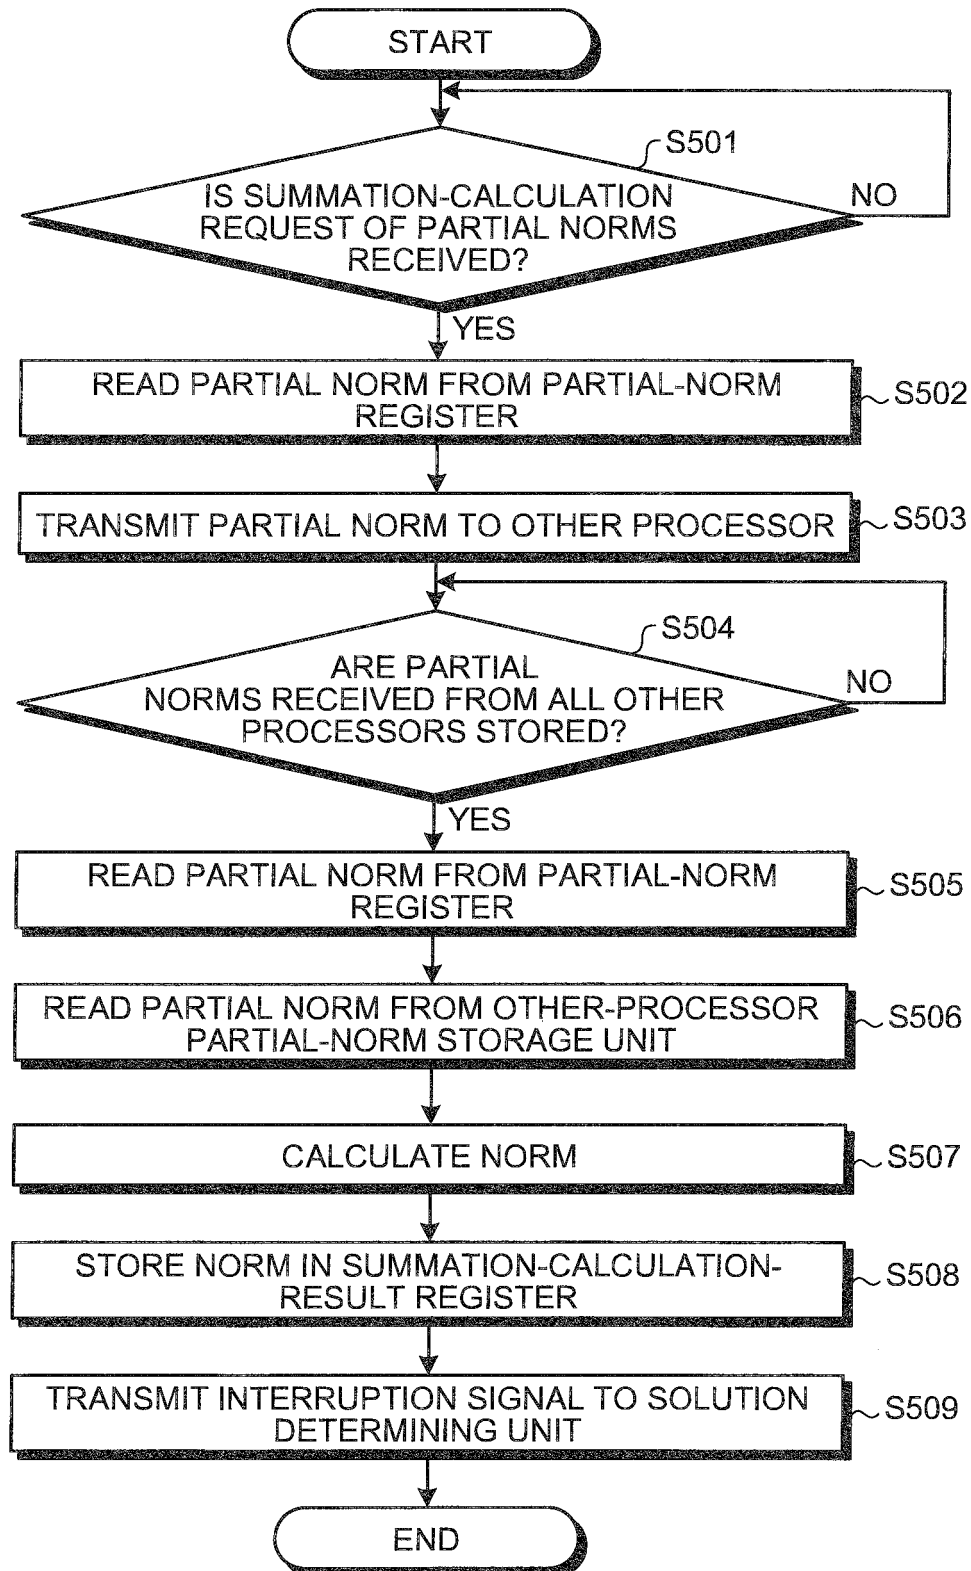 START
S501
IS SUMMATION-CALCULATION
REQUEST OF PARTIAL NORMS
RECEIVED?
NO
YES
READ PARTIAL NORM FROM PARTIAL-NORM
REGISTER
S502
TRANSMIT PARTIAL NORM TO OTHER PROCESSOR
S503
S504
ARE PARTIAL
NORMS RECEIVED FROM ALL OTHER
PROCESSORS STORED?
NO
YES
READ PARTIAL NORM FROM PARTIAL-NORM
REGISTER
S505
READ PARTIAL NORM FROM OTHER-PROCESSOR
PARTIAL-NORM STORAGE UNIT
S506
CALCULATE NORM
S507
STORE NORM IN SUMMATION-CALCULATION-
RESULT REGISTER
S508
TRANSMIT INTERRUPTION SIGNAL TO SOLUTION
DETERMINING UNIT
S509
END